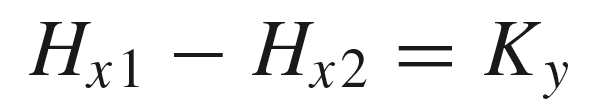 H_{x1} − H_{x2} = K_y